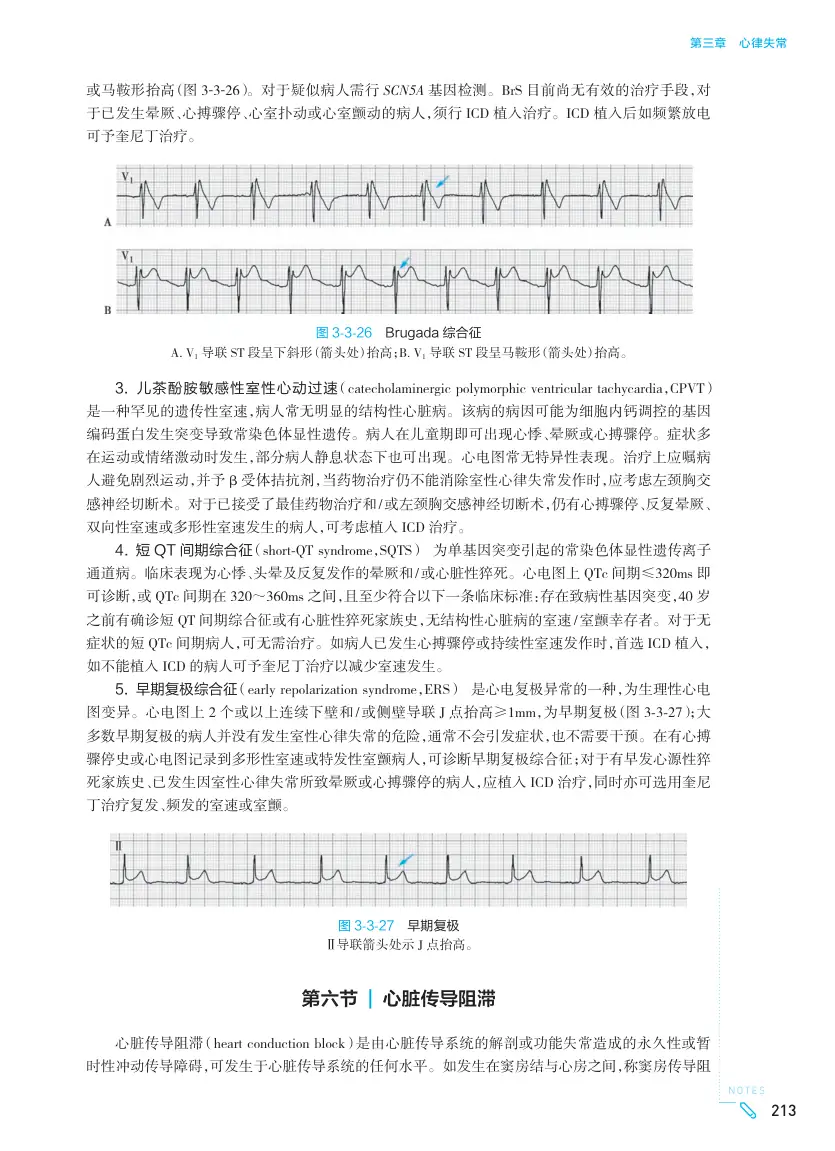 第三章 心律失常
或马鞍形抬高(图 3-3-26)。对于疑似病人需行 SCN5A 基因检测。BrS 目前尚无有效的治疗手段,对
于已发生晕厥、心搏骤停、心室扑动或心室颤动的病人,须行 ICD 植入治疗。ICD 植入后如频繁放电
可予奎尼丁治疗。
V₁
A
V₁
B
图 3-3-26 Brugada 综合征
A. V₁ 导联 ST 段呈下斜形(箭头处)抬高;B. V₁ 导联 ST 段呈马鞍形(箭头处)抬高。
3. 儿茶酚胺敏感性室性心动过速(catecholaminergic polymorphic ventricular tachycardia,CPVT)
是一种罕见的遗传性室速,病人常无明显的结构性心脏病。该病的病因可能为细胞内钙调控的基因
编码蛋白发生突变导致常染色体显性遗传。病人在儿童期即可出现心悸、晕厥或心搏骤停。症状多
在运动或情绪激动时发生,部分病人静息状态下也可出现。心电图常无特异性表现。治疗上应嘱病
人避免剧烈运动,并予 β 受体拮抗剂,当药物治疗仍不能消除室性心律失常发作时,应考虑左颈胸交
感神经切断术。对于已接受了最佳药物治疗和/或左颈胸交感神经切断术,仍有心搏骤停、反复晕厥、
双向性室速或多形性室速发生的病人,可考虑植入 ICD 治疗。
4. 短 QT 间期综合征(short-QT syndrome,SQTS) 为单基因突变引起的常染色体显性遗传离子
通道病。临床表现为心悸、头晕及反复发作的晕厥和/或心脏性猝死。心电图上 QTc 间期≤320ms 即
可诊断,或 QTc 间期在 320～360ms 之间,且至少符合以下一条临床标准:存在致病性基因突变,40 岁
之前有确诊短 QT 间期综合征或有心脏性猝死家族史,无结构性心脏病的室速/室颤幸存者。对于无
症状的短 QTc 间期病人,可无需治疗。如病人已发生心搏骤停或持续性室速发作时,首选 ICD 植入,
如不能植入 ICD 的病人可予奎尼丁治疗以减少室速发生。
5. 早期复极综合征(early repolarization syndrome,ERS) 是心电复极异常的一种,为生理性心电
图变异。心电图上 2 个或以上连续下壁和/或侧壁导联 J 点抬高≥1mm,为早期复极(图 3-3-27);大
多数早期复极的病人并没有发生室性心律失常的危险,通常不会引发症状,也不需要干预。在有心搏
骤停史或心电图记录到多形性室速或特发性室颤病人,可诊断早期复极综合征;对于有早发心源性猝
死家族史、已发生因室性心律失常所致晕厥或心搏骤停的病人,应植入 ICD 治疗,同时亦可选用奎尼
丁治疗复发、频发的室速或室颤。
Ⅱ
图 3-3-27 早期复极
Ⅱ导联箭头处示 J 点抬高。
第六节 | 心脏传导阻滞
心脏传导阻滞(heart conduction block)是由心脏传导系统的解剖或功能失常造成的永久性或暂
时性冲动传导障碍,可发生于心脏传导系统的任何水平。如发生在窦房结与心房之间,称窦房传导阻
NOTES
213